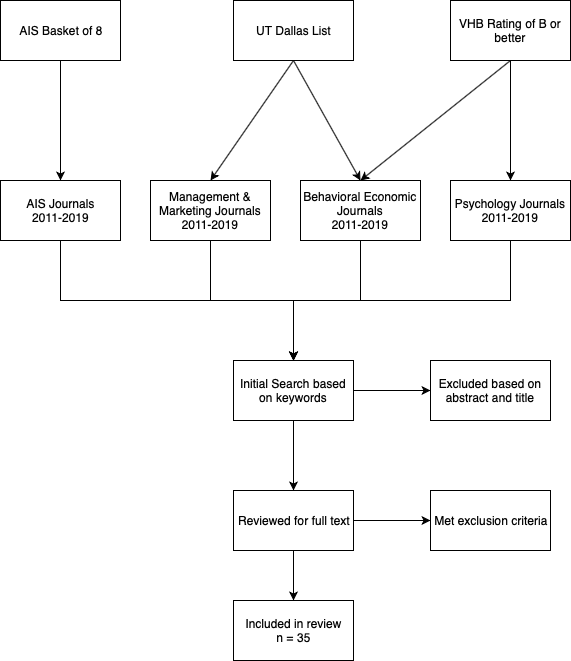 AIS Basket of 8
UT Dallas List
VHB Rating of B or
better
AIS Journals
2011-2019
Management &
Marketing Journals
2011-2019
Behavioral Economic
Journals
2011-2019
Psychology Journals
2011-2019
Initial Search based
on keywords
Excluded based on
abstract and title
Reviewed for full text
Met exclusion criteria
Included in review
n = 35